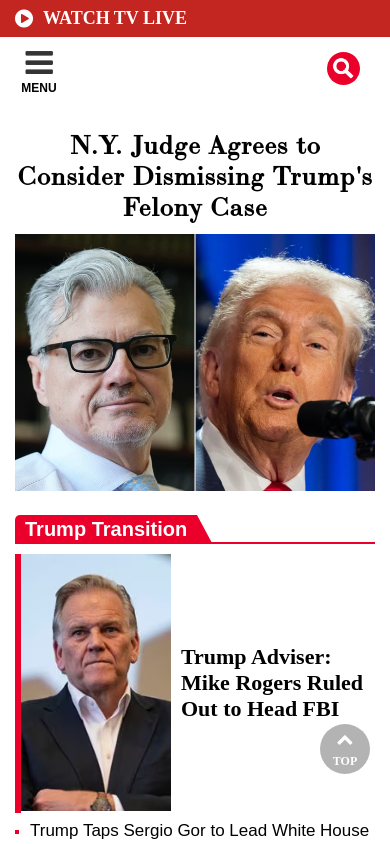 WATCH TV LIVE
MENU
N.Y. Judge Agrees to
Consider Dismissing Trump's
Felony Case
Trump Transition
Trump Adviser:
Mike Rogers Ruled
Out to Head FBI
TOP
Trump Taps Sergio Gor to Lead White House